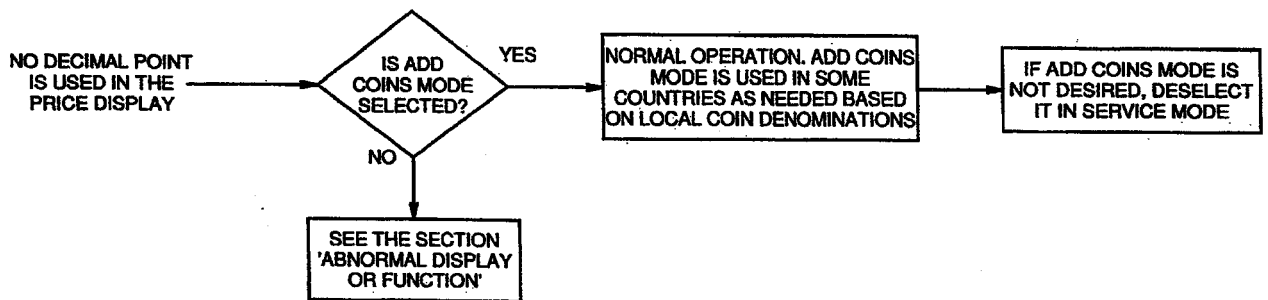 NO DECIMAL POINT
IS USED IN THE
PRICE DISPLAY
IS ADD
COINS MODE
SELECTED?
YES
NORMAL OPERATION. ADD COINS
MODE IS USED IN SOME
COUNTRIES AS NEEDED BASED
ON LOCAL COIN DENOMINATIONS
IF ADD COINS MODE IS
NOT DESIRED, DESELECT
IT IN SERVICE MODE
NO
SEE THE SECTION
'ABNORMAL DISPLAY
OR FUNCTION'